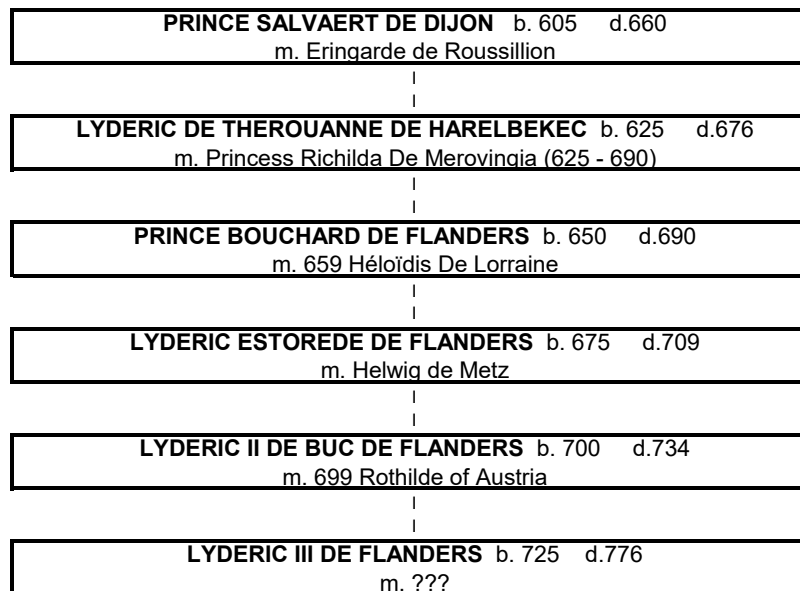 PRINCE SALVAERT DE DIJON b. 605 d.660
m. Eringarde de Roussillion
LYDERIC DE THEROUANNE DE HARELBEKEC b. 625 d.676
m. Princess Richilda De Merovingia (625 - 690)
PRINCE BOUCHARD DE FLANDERS b. 650 d.690
m. 659 Héloïdis De Lorraine
LYDERIC ESTOREDE DE FLANDERS b. 675 d.709
m. Helwig de Metz
LYDERIC II DE BUC DE FLANDERS b. 700 d.734
m. 699 Rothilde of Austria
LYDERIC III DE FLANDERS b. 725 d.776
m. ???